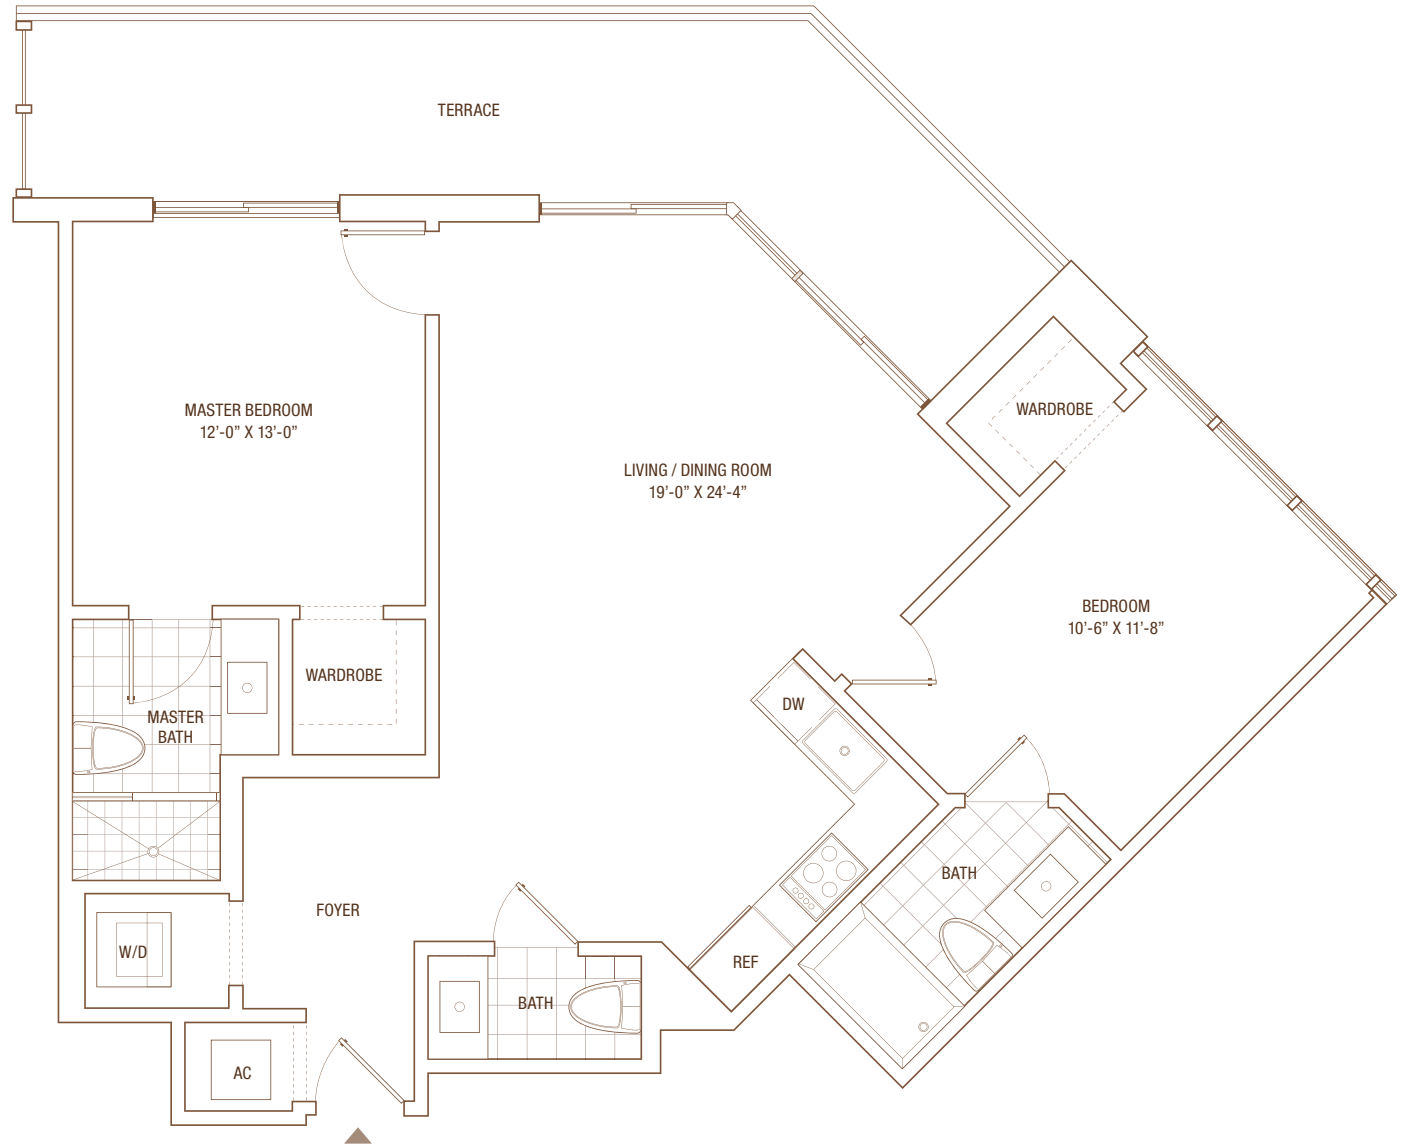 TERRACE
MASTER BEDROOM
12’-0” X 13’-0”
WARDROBE
LIVING / DINING ROOM
19’-0” X 24’-4”
BEDROOM
10’-6” X 11’-8”
WARDROBE
DW
MASTER
BATH
BATH
FOYER
W/D
REF
BATH
AC